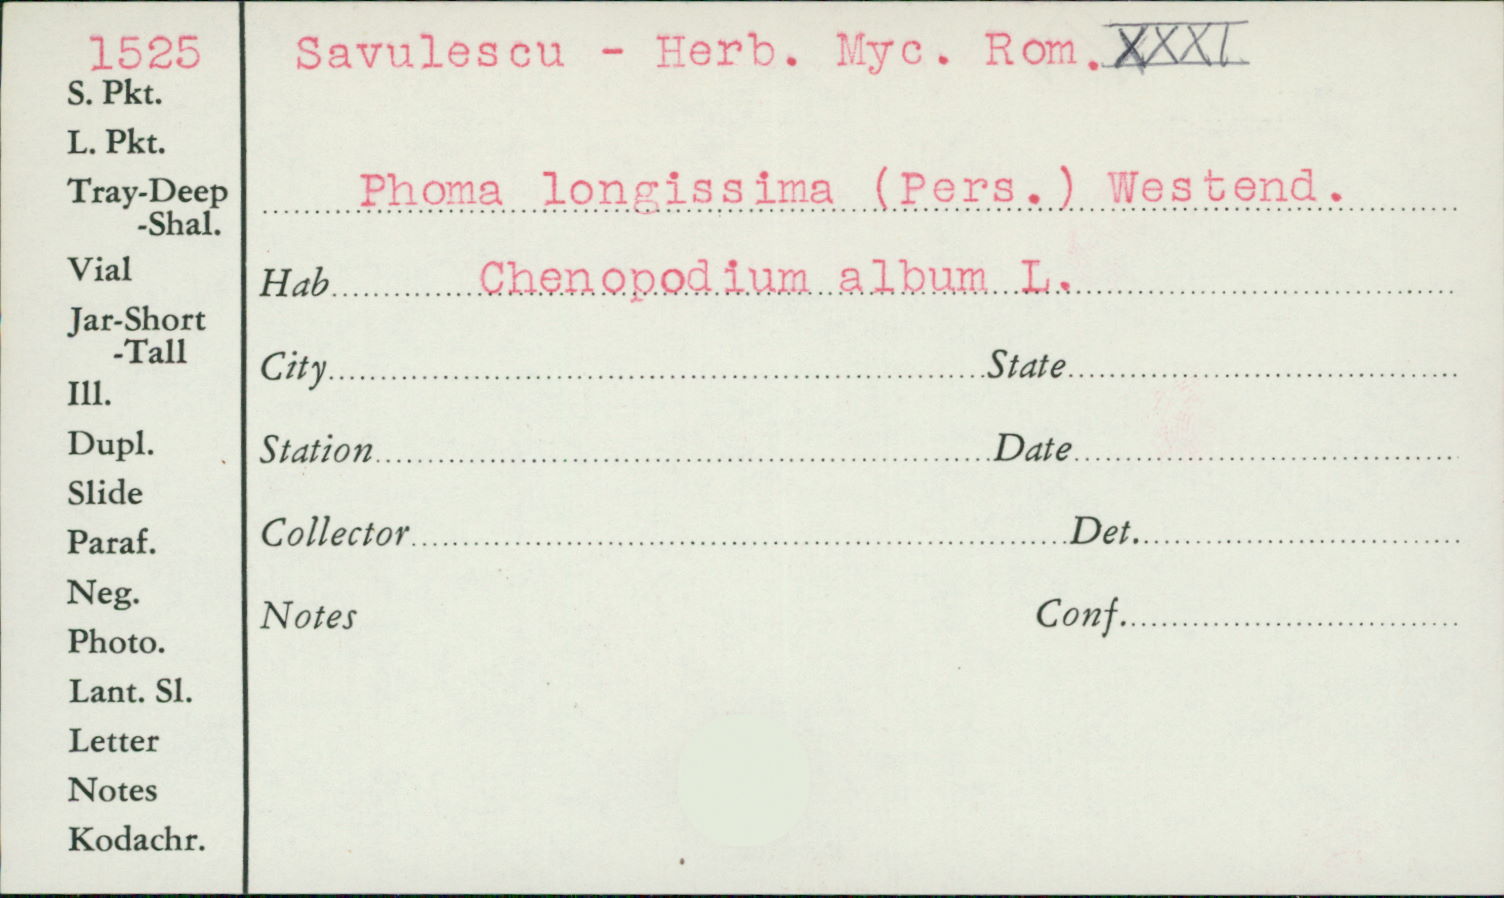 1525
Savulescu - Herb. Myc. Rom. XXXI
S. Pkt.
L. Pkt.
Tray-Deep
-Shal.
Phoma longissima (Pers.) Westend.
Vial
Hab Chenopodium album L.
Jar-Short
-Tall
City State
Ill.
Dupl.
Station Date
Slide
Collector Det.
Paraf.
Neg.
Notes Conf.
Photo.
Lant. Sl.
Letter
Notes
Kodachr.